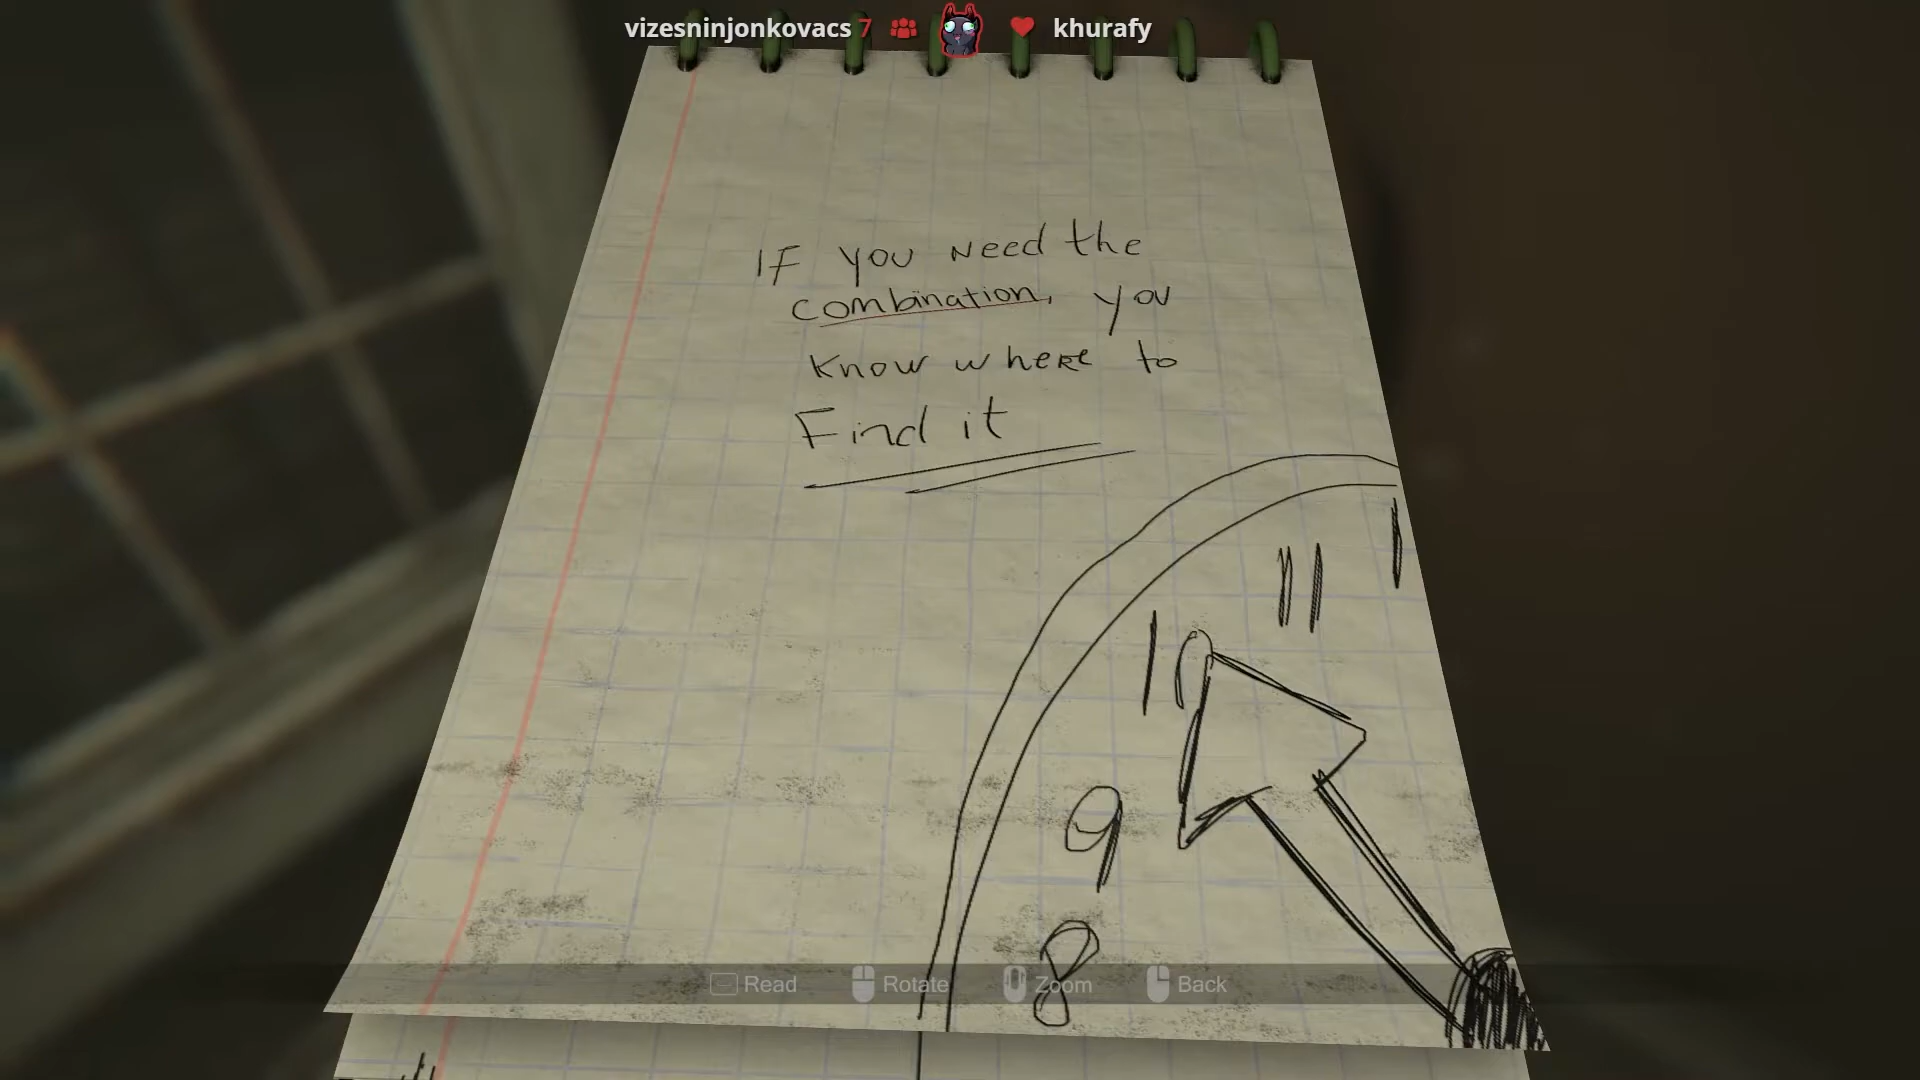 vizesninjonkovacs 7 khurafy
IF you need the
combination, you
know where to
Find it
11
1
10
9
8
Read Rotate Zoom Back